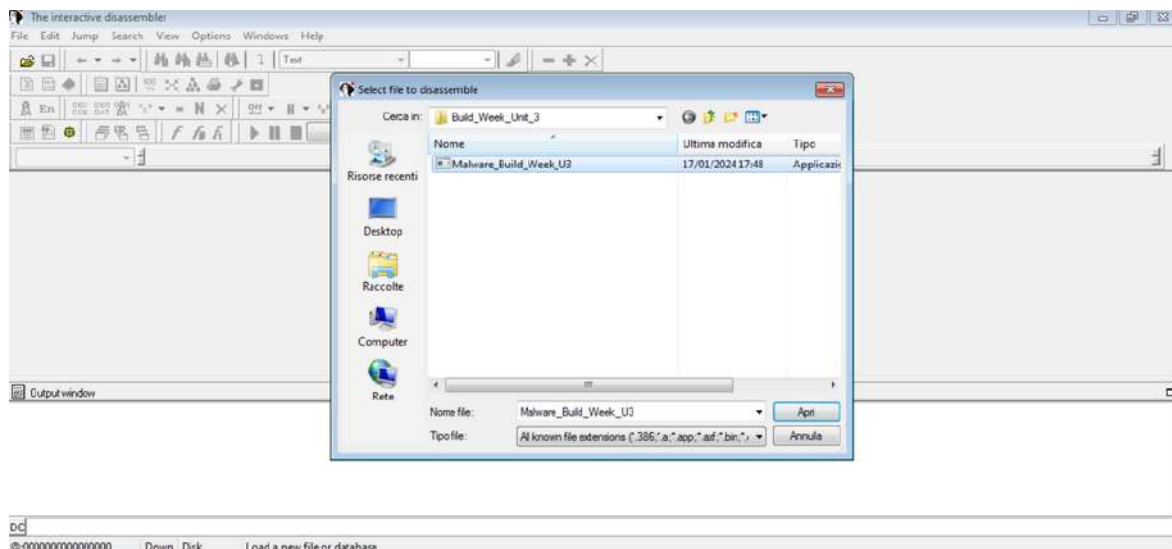 The interactive disassembler
File Edit Jump Search View Options Windows Help
Text
En
Select file to disassemble
Cerca in: Build_Week_Unit_3
Nome Ultima modifica Tipo
Malware_Build_Week_U3 17/01/2024 17:48 Applicazio
Risorse recenti
Desktop
Raccolte
Computer
Rete
Output window
Nome file: Malware_Build_Week_U3 Apri
Tipo file: All known file extensions (*.386;*.a;*.app;*.axf;*.bin;*. Annulla
Down Disk Load a new file or database